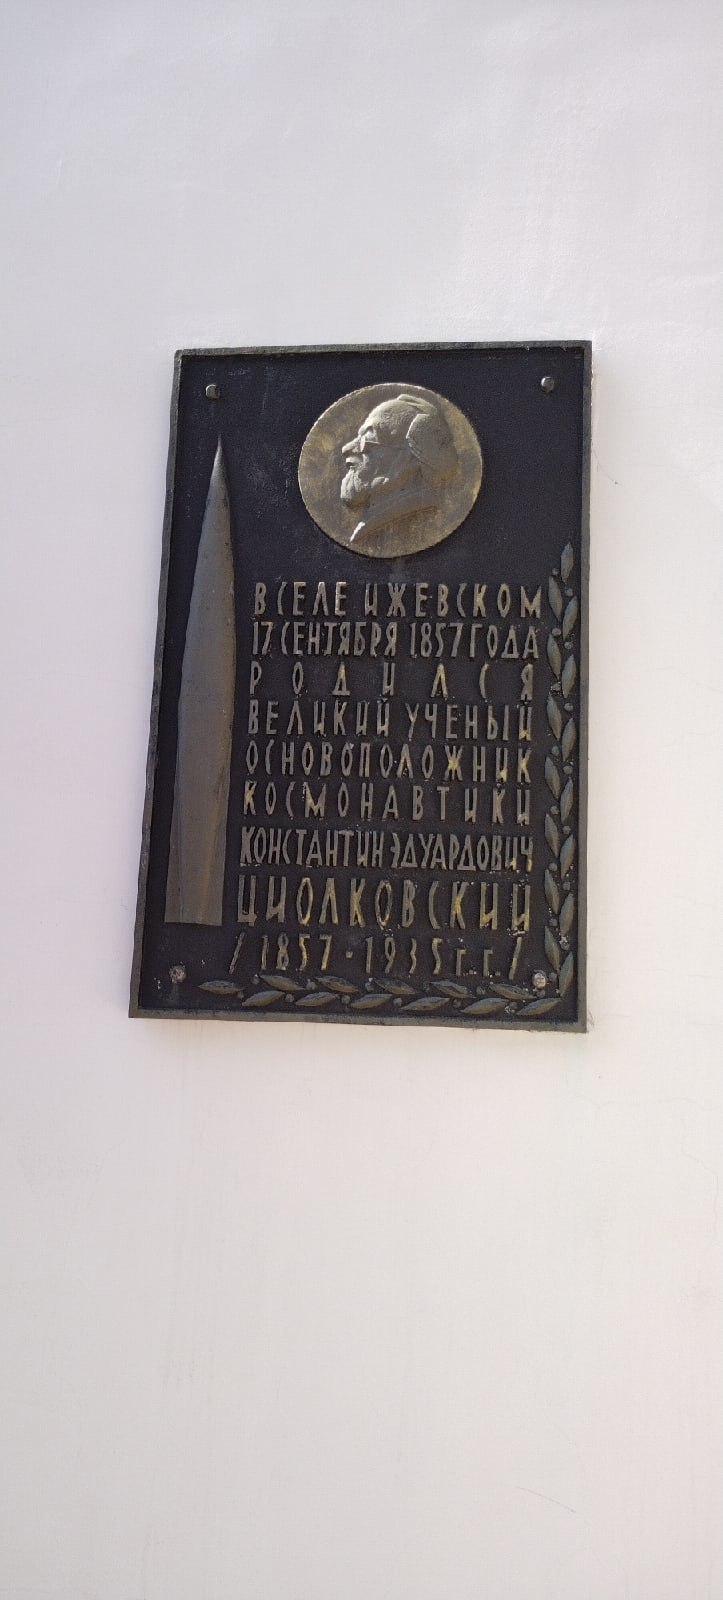 В СЕЛЕ ИЖЕВСКОМ
17 СЕНТЯБРЯ 1857 ГОДА
РОДИЛСЯ
ВЕЛИКИЙ УЧЕНЫЙ
ОСНОВОПОЛОЖНИК
КОСМОНАВТИКИ
КОНСТАНТИН ЭДУАРДОВИЧ
ЦИОЛКОВСКИЙ
/1857·1935 г.г./